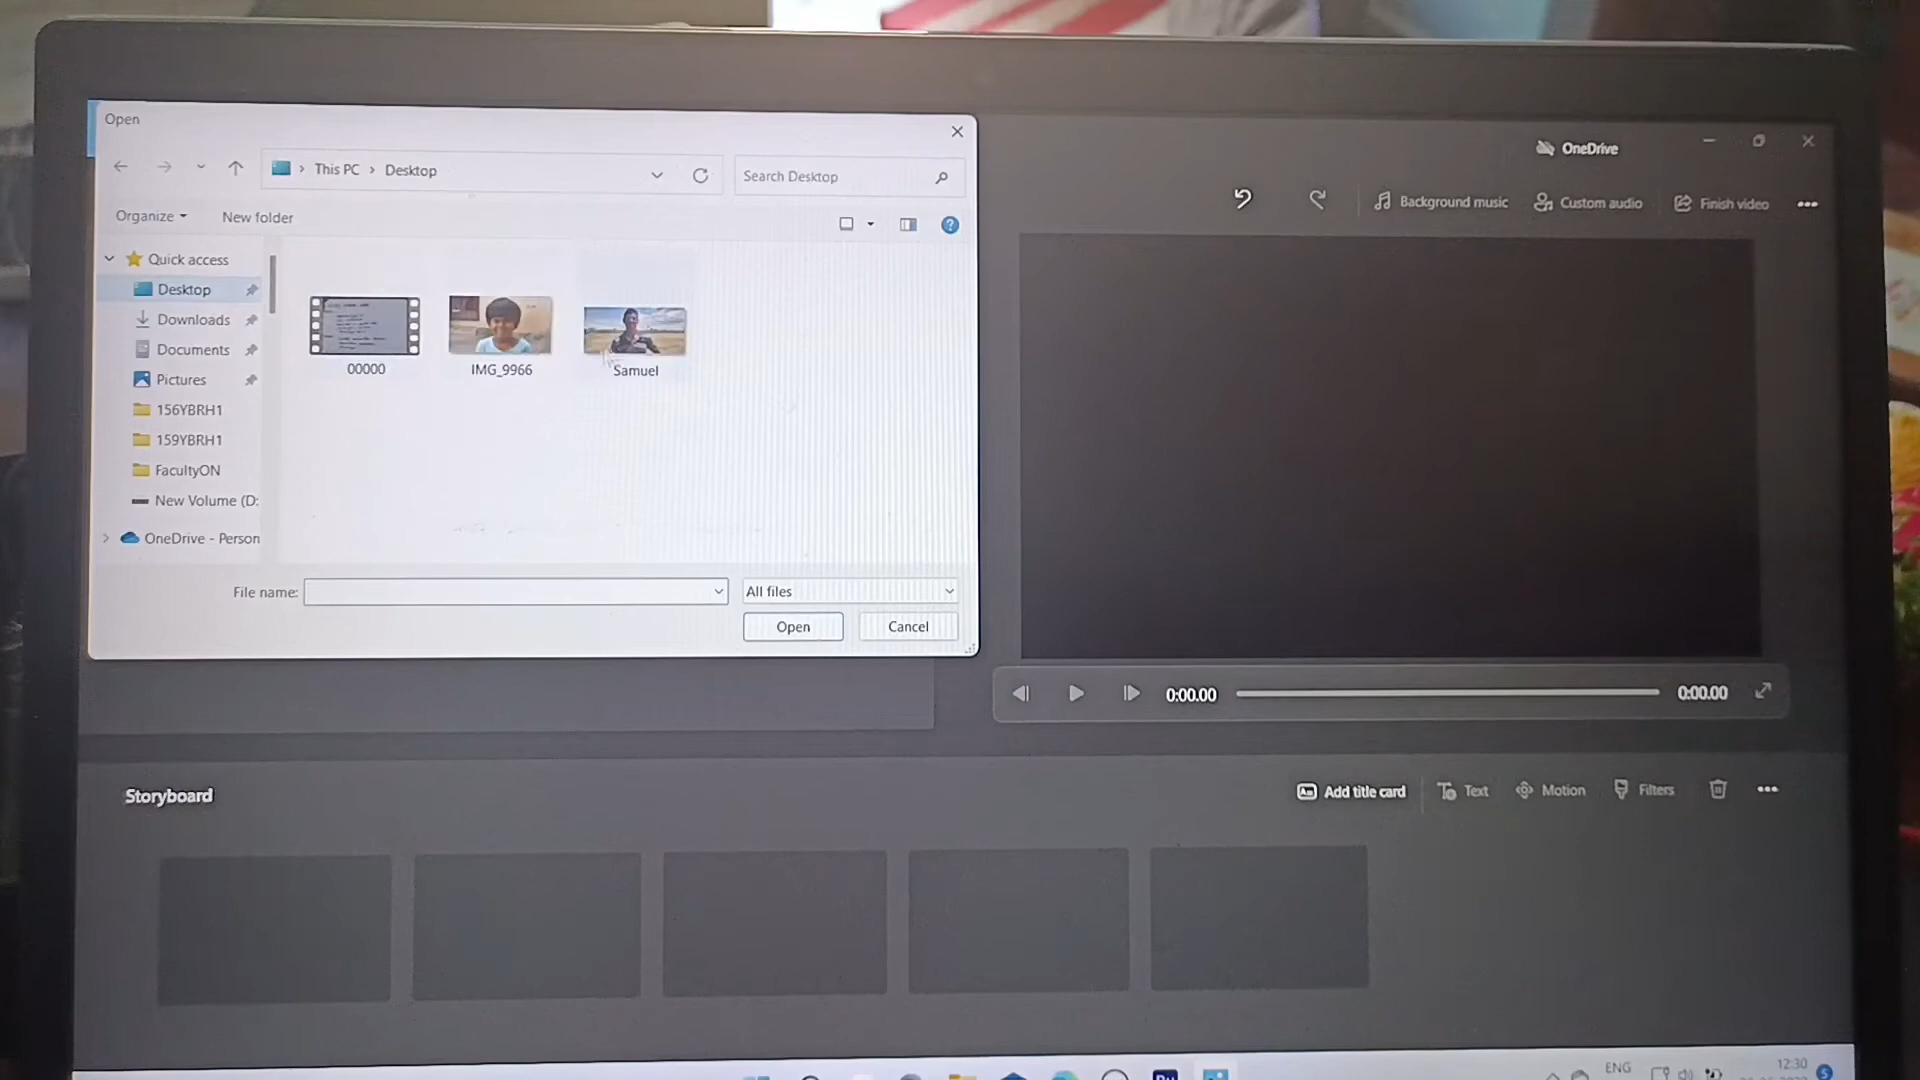 Open
This PC > Desktop
Search Desktop
Organize
New folder
Quick access
Desktop
Downloads
Documents
Pictures
156YBRH1
159YBRH1
FacultyON
New Volume (D:
OneDrive - Person
00000
IMG_9966
Samuel
File name:
All files
Open
Cancel
OneDrive
Background music
Custom audio
Finish video
0:00.00
0:00.00
Storyboard
Add title card
Text
Motion
Filters
ENG
12:30